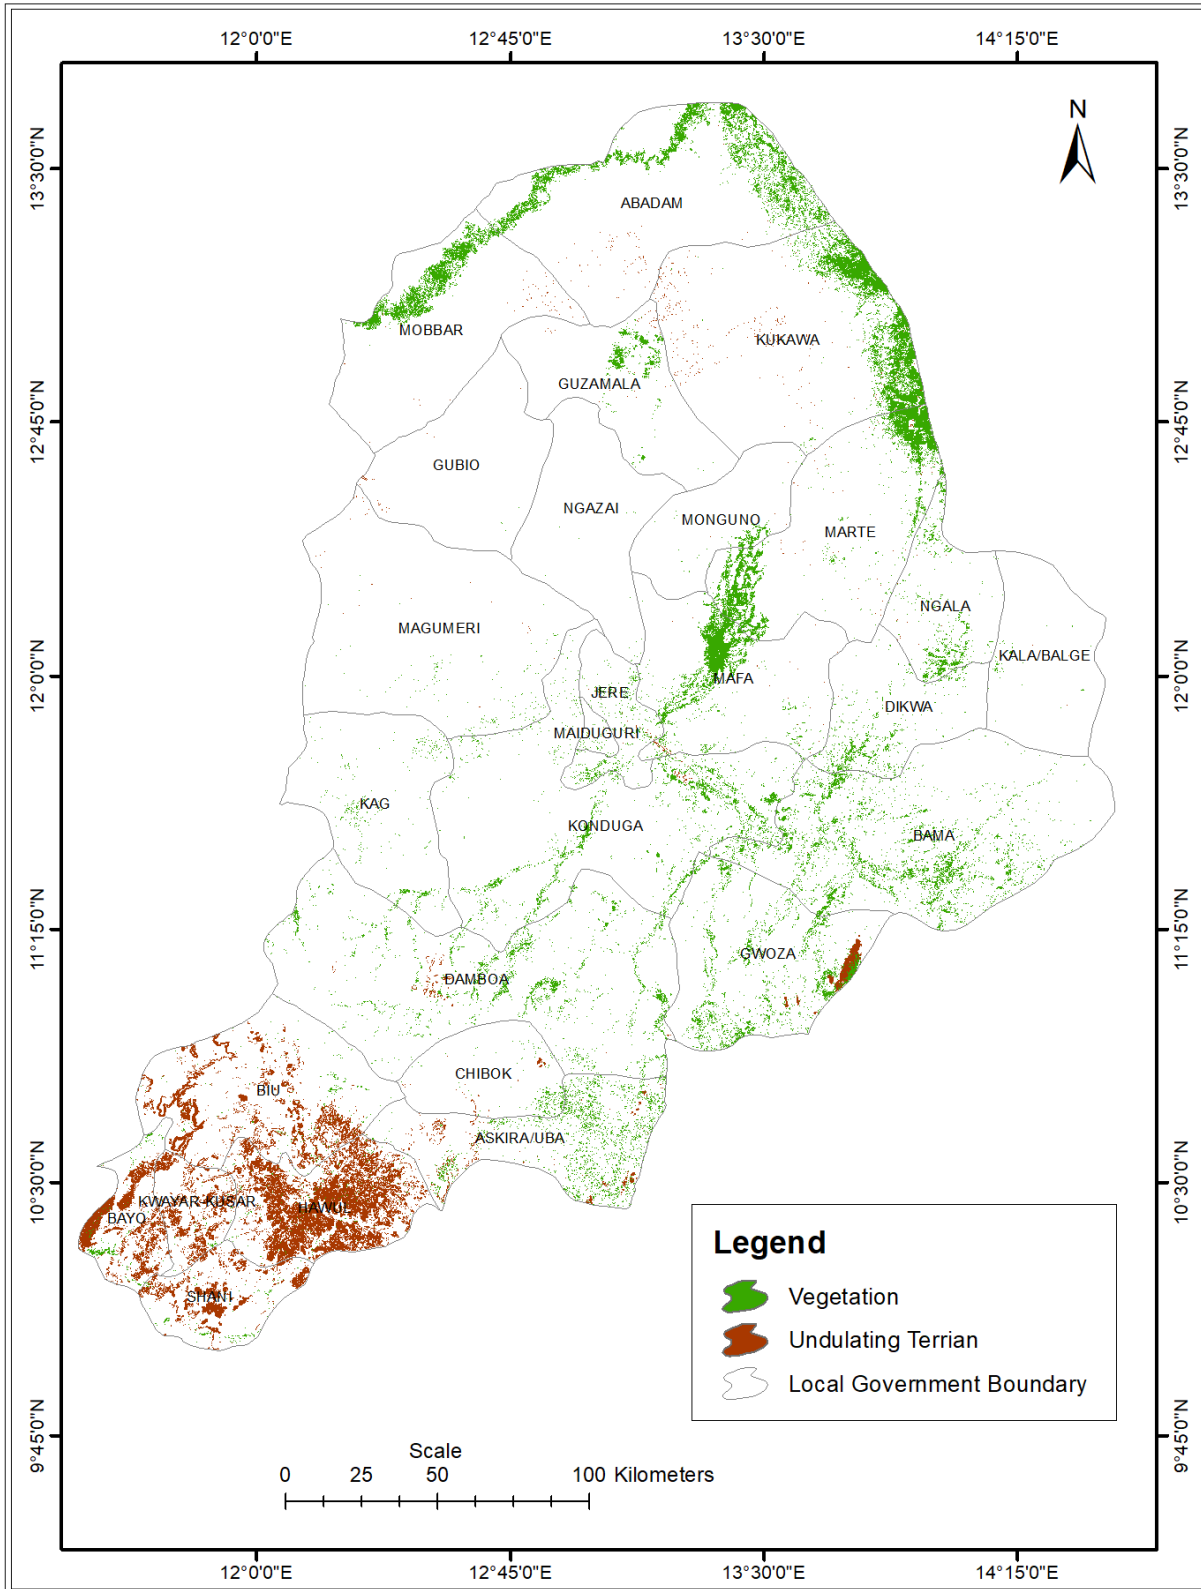 12°0'0"E 12°45'0"E 13°30'0"E 14°15'0"E
N
13°30'0"N 13°30'0"N
ABADAM
MOBBAR
KUKAWA
GUZAMALA
12°45'0"N 12°45'0"N
GUBIO
NGAZAI
MONGUNO
MARTE
NGALA
MAGUMERI
KALA/BALGE
12°0'0"N 12°0'0"N
MAFA
JERE
DIKWA
MAIDUGURI
KAG
KONDUGA
BAMA
11°15'0"N 11°15'0"N
GWOZA
DAMBOA
CHIBOK
BIU
ASKIRA/UBA
10°30'0"N 10°30'0"N
KWAYAR-KUSAR
HAWUL
BAYO
SHANI
Legend
Vegetation
Undulating Terrian
Local Government Boundary
9°45'0"N 9°45'0"N
Scale
0 25 50 100 Kilometers
12°0'0"E 12°45'0"E 13°30'0"E 14°15'0"E